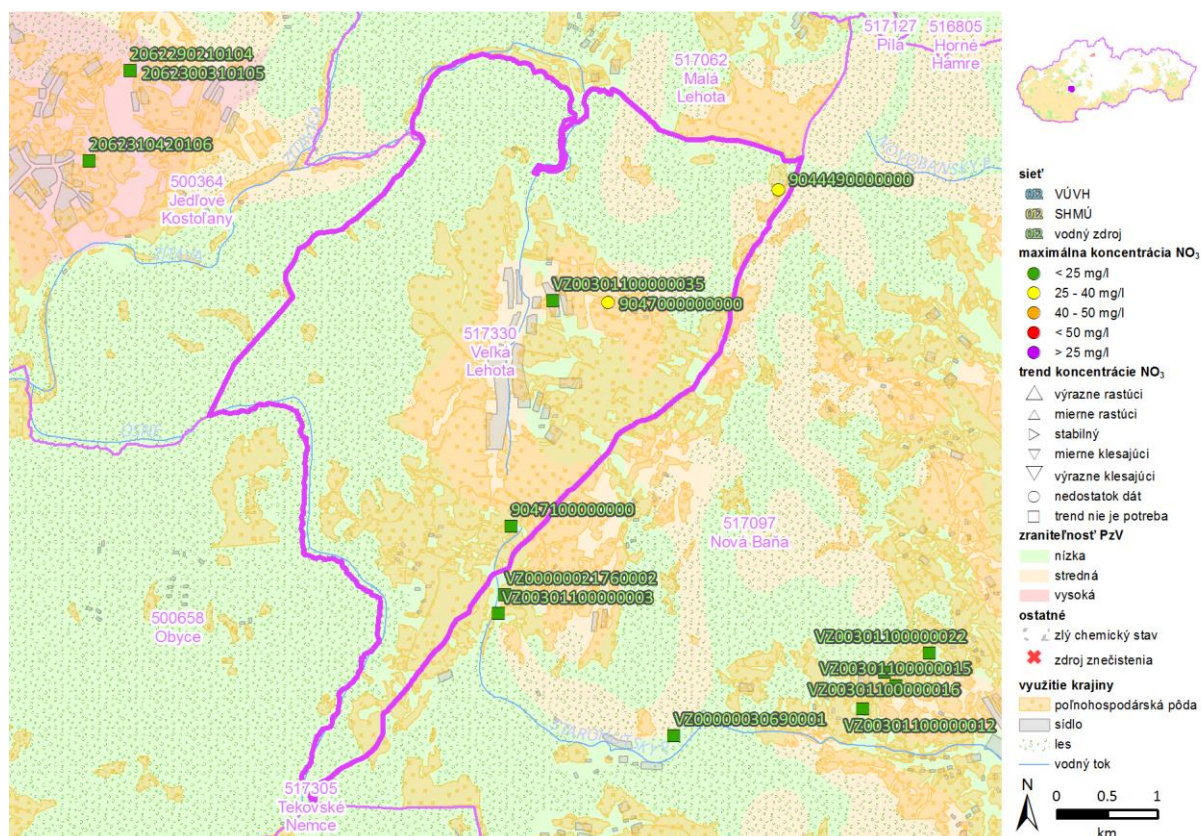 517127
Píla
516805
Horné
Hámre
517062
Malá
Lehota
2062290210104
2062300310105
2062310420106
500364
Jedľové
Kostoľany
9044490000000
VZ00301100000035
9047000000000
517330
Veľká
Lehota
9047100000000
517097
Nová Baňa
VZ00000021760002
VZ00301100000003
500658
Obyce
VZ00301100000022
VZ00301100000015
VZ00301100000016
VZ00301100000012
VZ00000030690001
517305
Tekovské
Nemce
sieť
VÚVH
SHMÚ
vodný zdroj
maximálna koncentrácia NO₃
< 25 mg/l
25 - 40 mg/l
40 - 50 mg/l
< 50 mg/l
> 25 mg/l
trend koncentrácie NO₃
výrazne rastúci
mierne rastúci
stabilný
mierne klesajúci
výrazne klesajúci
nedostatok dát
trend nie je potreba
zraniteľnosť PzV
nízka
stredná
vysoká
ostatné
zlý chemický stav
zdroj znečistenia
využitie krajiny
poľnohospodárská pôda
sídlo
les
vodný tok
N
0 0.5 1
km